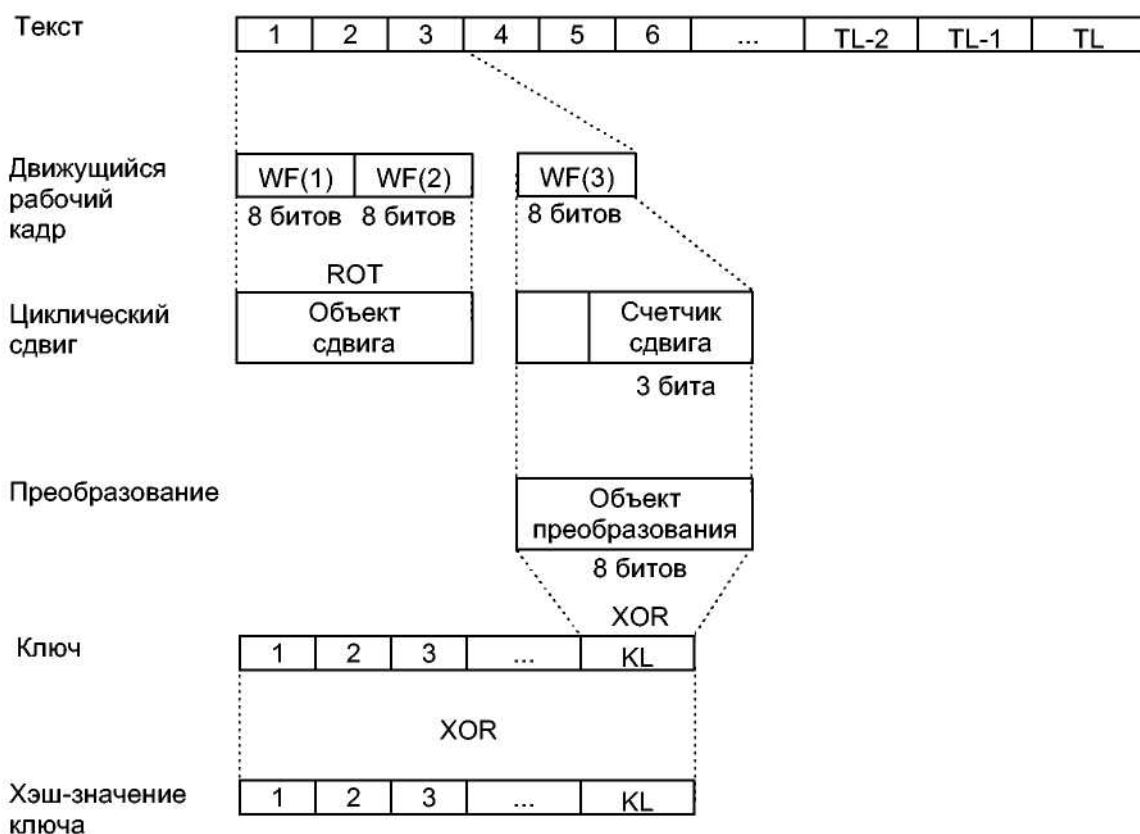 Текст
1 2 3 4 5 6 ... TL-2 TL-1 TL
Движущийся
рабочий
кадр
WF(1) WF(2) WF(3)
8 битов 8 битов 8 битов
ROT
Циклический
сдвиг
Объект
сдвига
Счетчик
сдвига
3 бита
Преобразование
Объект
преобразования
8 битов
XOR
Ключ
1 2 3 ... KL
XOR
Хэш-значение
ключа
1 2 3 ... KL